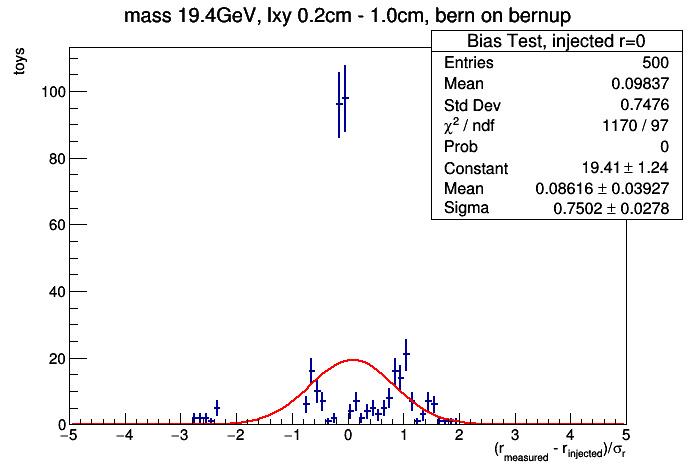 mass 19.4GeV, lxy 0.2cm - 1.0cm, bern on bernup
Bias Test, injected r=0
Entries 500
Mean 0.09837
Std Dev 0.7476
χ² / ndf 1170 / 97
Prob 0
Constant 19.41 ± 1.24
Mean 0.08616 ± 0.03927
Sigma 0.7502 ± 0.0278
toys
100
80
60
40
20
0
−5 −4 −3 −2 −1 0 1 2 3 4 5
(r_measured - r_injected)/σ_r